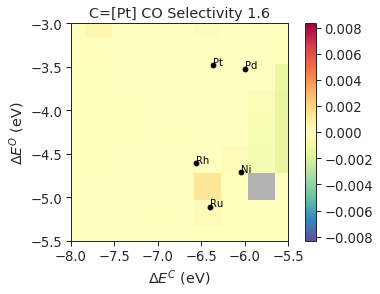 C=[Pt] CO Selectivity 1.6
−3.0
−3.5
−4.0
−4.5
−5.0
−5.5
ΔE^O (eV)
Pt
Pd
Rh
Ni
Ru
−8.0 −7.5 −7.0 −6.5 −6.0 −5.5
ΔE^C (eV)
0.008
0.006
0.004
0.002
0.000
−0.002
−0.004
−0.006
−0.008